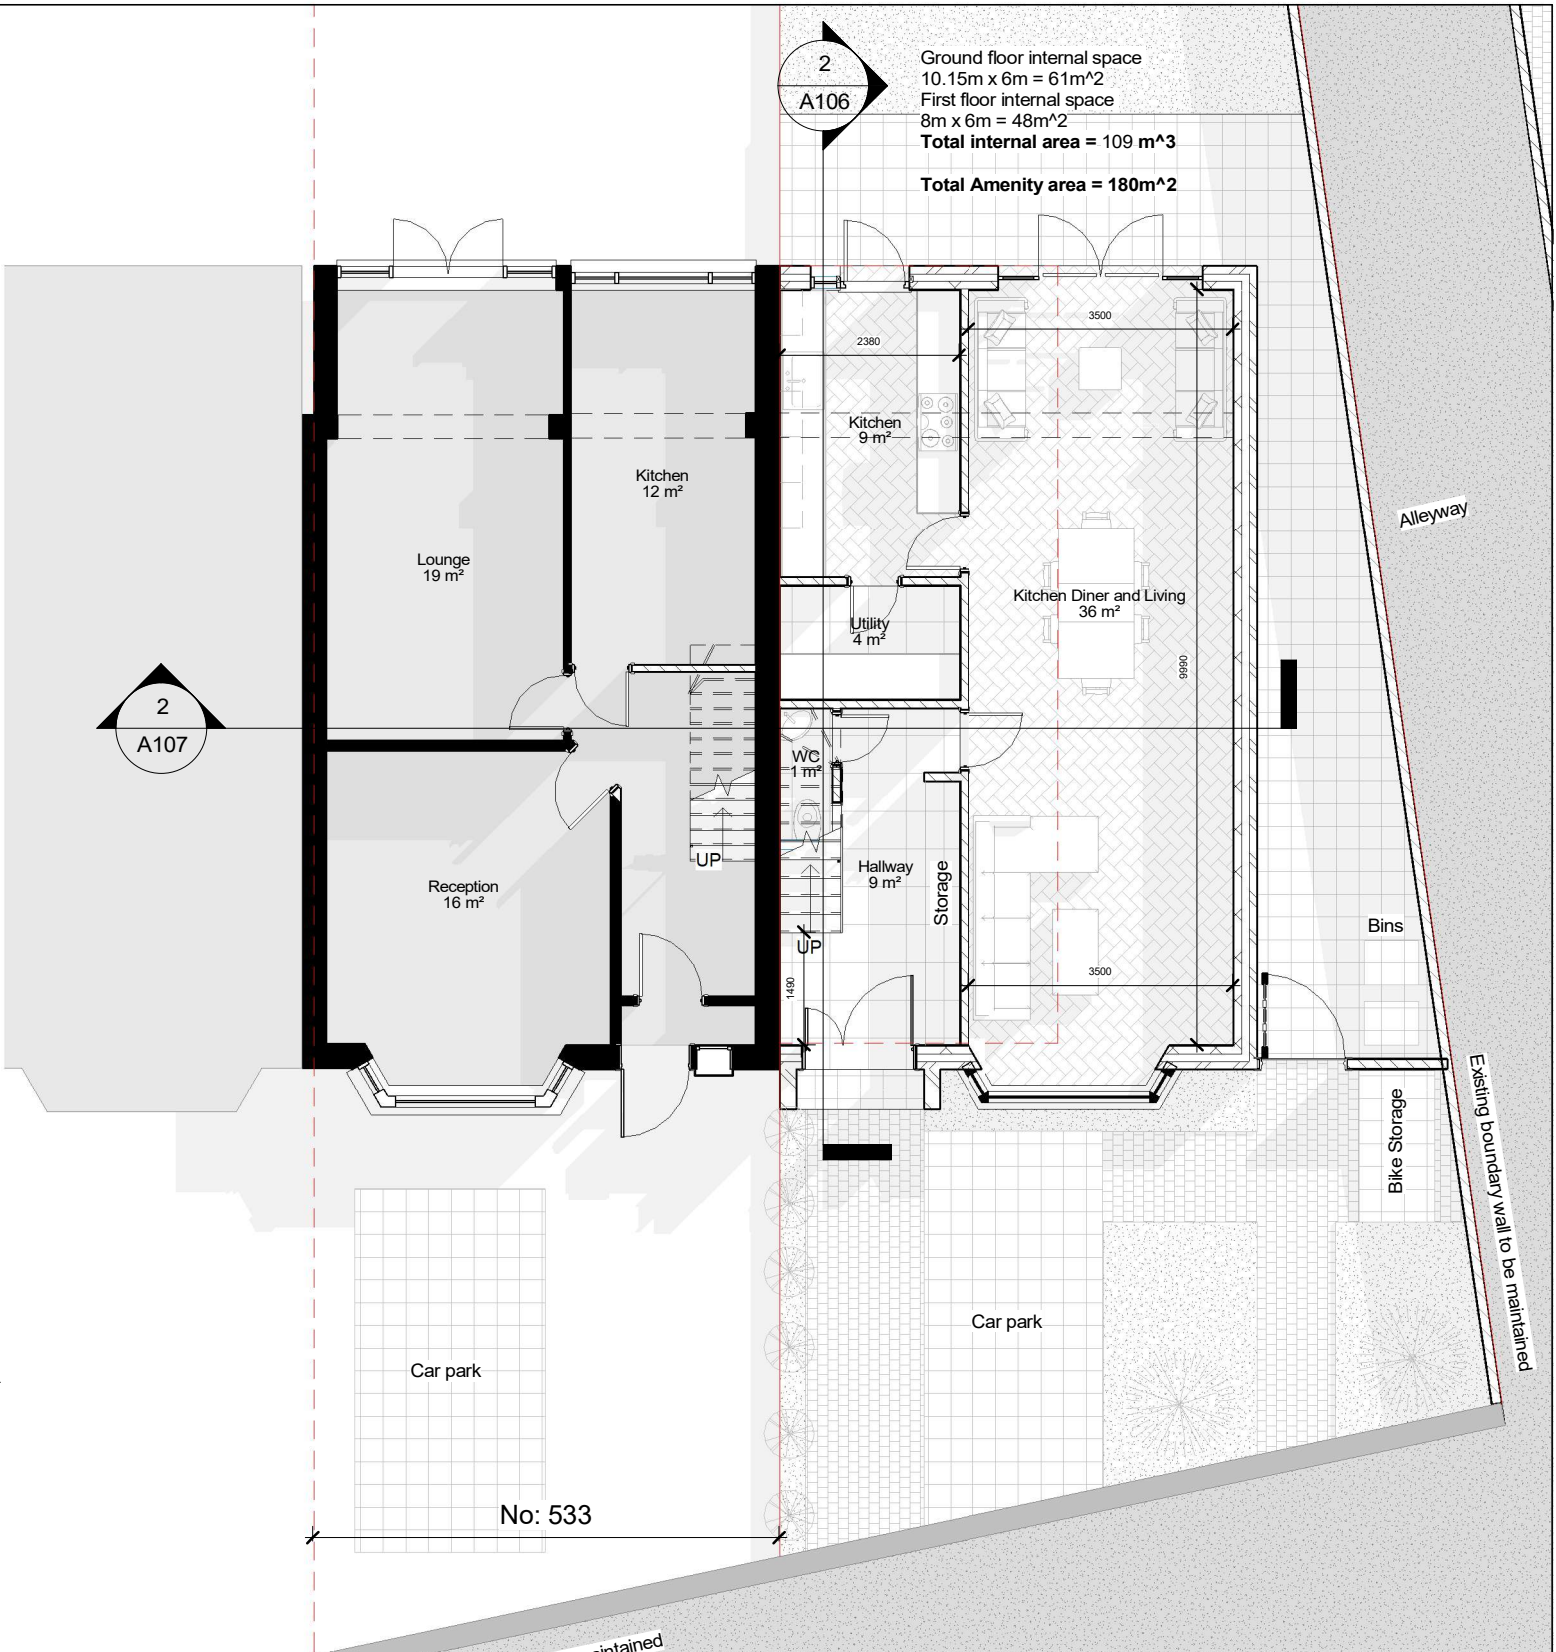 2
A106
Ground floor internal space
10.15m x 6m = 61m^2
First floor internal space
8m x 6m = 48m^2
Total internal area = 109 m^3
Total Amenity area = 180m^2
3500
2380
Kitchen
9 m²
Kitchen
12 m²
Alleyway
Lounge
19 m²
Kitchen Diner and Living
36 m²
Utility
4 m²
9990
2
A107
WC
1 m²
UP
Hallway
9 m²
Storage
Reception
16 m²
Bins
UP
1490
3500
Bike Storage
Existing boundary wall to be maintained
Car park
Car park
No: 533